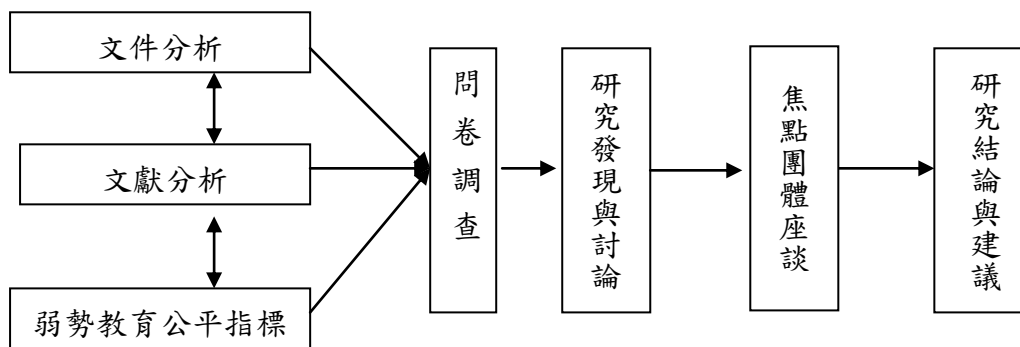 文件分析
文獻分析
弱勢教育公平指標
問卷調查
研究發現與討論
焦點團體座談
研究結論與建議